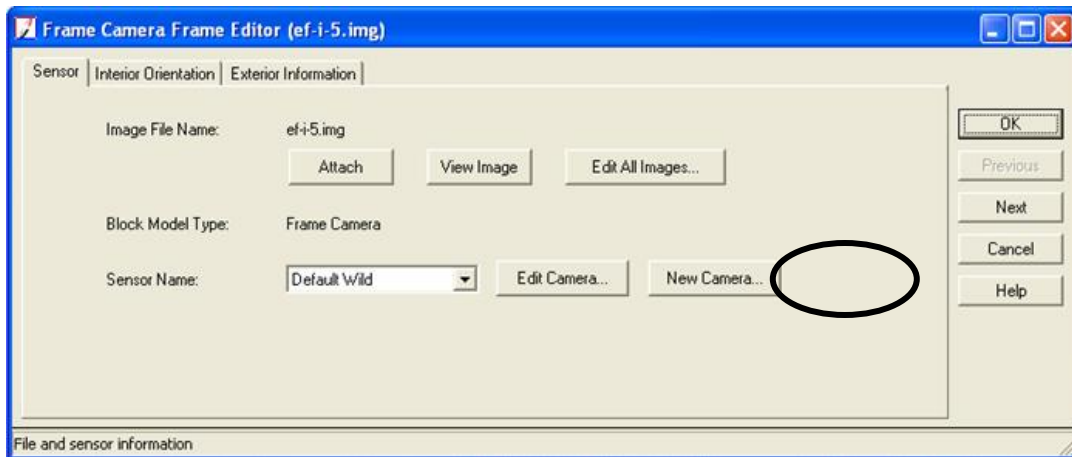 Frame Camera Frame Editor (ef-i-5.img)
Sensor Interior Orientation Exterior Information
Image File Name: ef-i-5.img
Attach View Image Edit All Images...
Block Model Type: Frame Camera
Sensor Name: Default Wild Edit Camera... New Camera...
OK
Previous
Next
Cancel
Help
File and sensor information